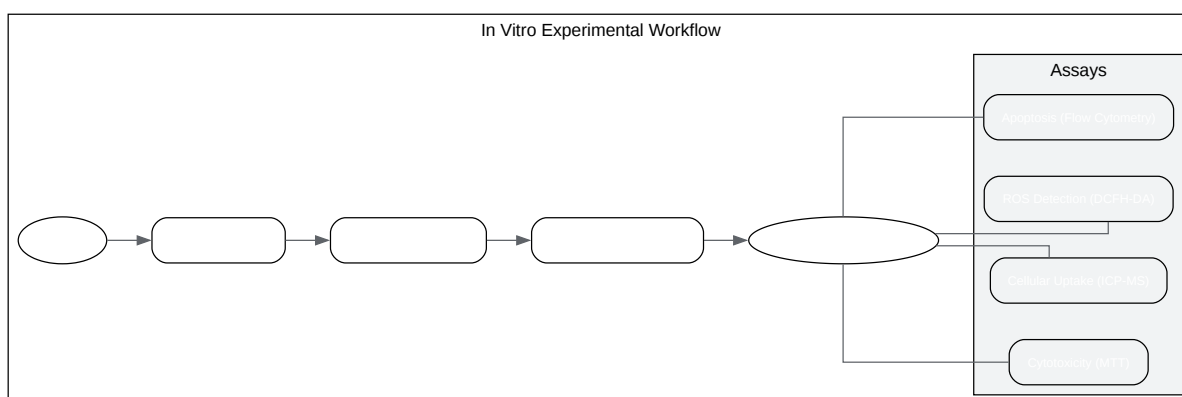 In Vitro Experimental Workflow
Assays
Apoptosis (Flow Cytometry)
ROS Detection (DCFH-DA)
Cellular Uptake (ICP-MS)
Cytotoxicity (MTT)